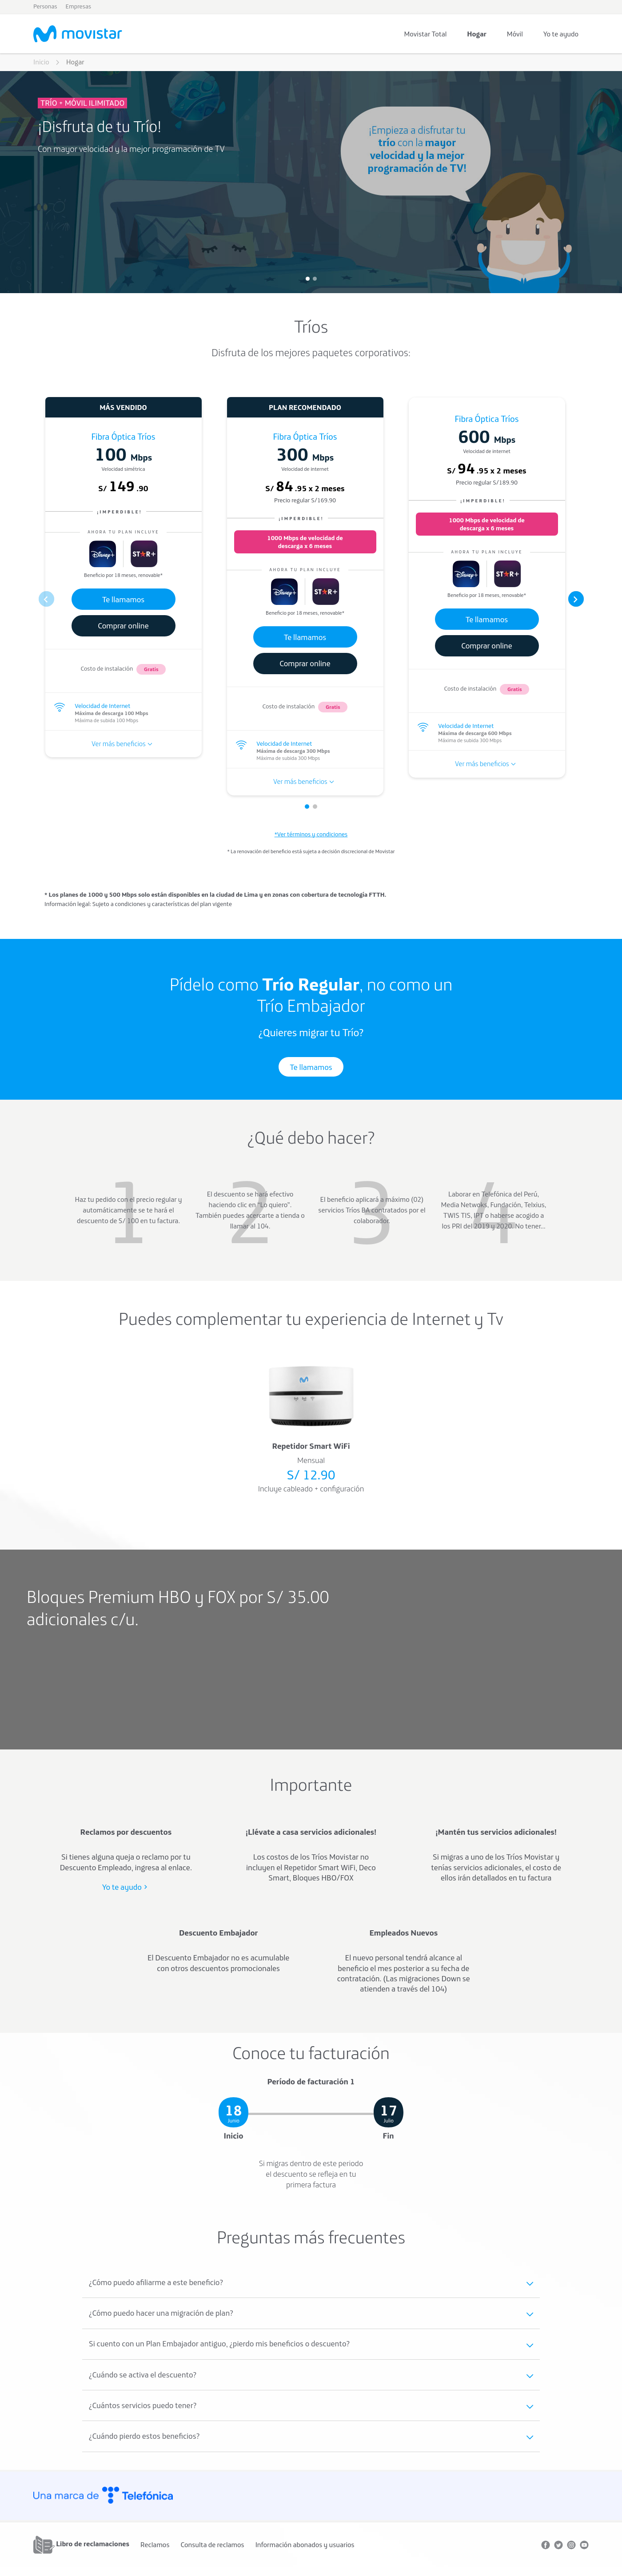 Personas Empresas
movistar
Movistar Total Hogar Móvil Yo te ayudo
Inicio > Hogar
TRÍO + MÓVIL ILIMITADO
¡Disfruta de tu Trío!
Con mayor velocidad y la mejor programación de TV
¡Empieza a disfrutar tu
trío con la mayor
velocidad y la mejor
programación de TV!
Tríos
Disfruta de los mejores paquetes corporativos:
MÁS VENDIDO
Fibra Óptica Tríos
100 Mbps
Velocidad simétrica
S/ 149 .90
¡IMPERDIBLE!
AHORA TU PLAN INCLUYE
Disney+ STAR+
Beneficio por 18 meses, renovable*
Te llamamos
Comprar online
Costo de instalación Gratis
Velocidad de Internet
Máxima de descarga 100 Mbps
Máxima de subida 100 Mbps
Ver más beneficios
PLAN RECOMENDADO
Fibra Óptica Tríos
300 Mbps
Velocidad de Internet
S/ 84 .95 x 2 meses
Precio regular S/169.90
¡IMPERDIBLE!
1000 Mbps de velocidad de
descarga x 6 meses
AHORA TU PLAN INCLUYE
Disney+ STAR+
Beneficio por 18 meses, renovable*
Te llamamos
Comprar online
Costo de instalación Gratis
Velocidad de Internet
Máxima de descarga 300 Mbps
Máxima de subida 300 Mbps
Ver más beneficios
Fibra Óptica Tríos
600 Mbps
Velocidad de Internet
S/ 94 .95 x 2 meses
Precio regular S/189.90
¡IMPERDIBLE!
1000 Mbps de velocidad de
descarga x 6 meses
AHORA TU PLAN INCLUYE
Disney+ STAR+
Beneficio por 18 meses, renovable*
Te llamamos
Comprar online
Costo de instalación Gratis
Velocidad de Internet
Máxima de descarga 600 Mbps
Máxima de subida 300 Mbps
Ver más beneficios
*Ver términos y condiciones
* La renovación del beneficio está sujeta a decisión discrecional de Movistar
* Los planes de 1000 y 500 Mbps solo están disponibles en la ciudad de Lima y en zonas con cobertura de tecnología FTTH.
Información legal: Sujeto a condiciones y características del plan vigente
Pídelo como Trío Regular, no como un
Trío Embajador
¿Quieres migrar tu Trío?
Te llamamos
¿Qué debo hacer?
1
Haz tu pedido con el precio regular y
automáticamente se te hará el
descuento de S/ 100 en tu factura.
2
El descuento se hará efectivo
haciendo clic en "Lo quiero".
También puedes acercarte a tienda o
llamar al 104.
3
El beneficio aplicará a máximo (02)
servicios Tríos BA contratados por el
colaborador.
4
Laborar en Telefónica del Perú,
Media Netwoks, Fundación, Telxius,
TWIS TIS, IPT o haberse acogido a
los PRI del 2019 y 2020. No tener...
Puedes complementar tu experiencia de Internet y Tv
Repetidor Smart WiFi
Mensual
S/ 12.90
Incluye cableado + configuración
Bloques Premium HBO y FOX por S/ 35.00
adicionales c/u.
Importante
Reclamos por descuentos
Si tienes alguna queja o reclamo por tu
Descuento Empleado, ingresa al enlace.
Yo te ayudo >
¡Llévate a casa servicios adicionales!
Los costos de los Tríos Movistar no
incluyen el Repetidor Smart WiFi, Deco
Smart, Bloques HBO/FOX
¡Mantén tus servicios adicionales!
Si migras a uno de los Tríos Movistar y
tenías servicios adicionales, el costo de
ellos irán detallados en tu factura
Descuento Embajador
El Descuento Embajador no es acumulable
con otros descuentos promocionales
Empleados Nuevos
El nuevo personal tendrá alcance al
beneficio el mes posterior a su fecha de
contratación. (Las migraciones Down se
atienden a través del 104)
Conoce tu facturación
Período de facturación 1
18
Junio
Inicio
17
Julio
Fin
Si migras dentro de este periodo
el descuento se refleja en tu
primera factura
Preguntas más frecuentes
¿Cómo puedo afiliarme a este beneficio?
¿Cómo puedo hacer una migración de plan?
Si cuento con un Plan Embajador antiguo, ¿pierdo mis beneficios o descuento?
¿Cuándo se activa el descuento?
¿Cuántos servicios puedo tener?
¿Cuándo pierdo estos beneficios?
Una marca de Telefónica
Libro de reclamaciones Reclamos Consulta de reclamos Información abonados y usuarios